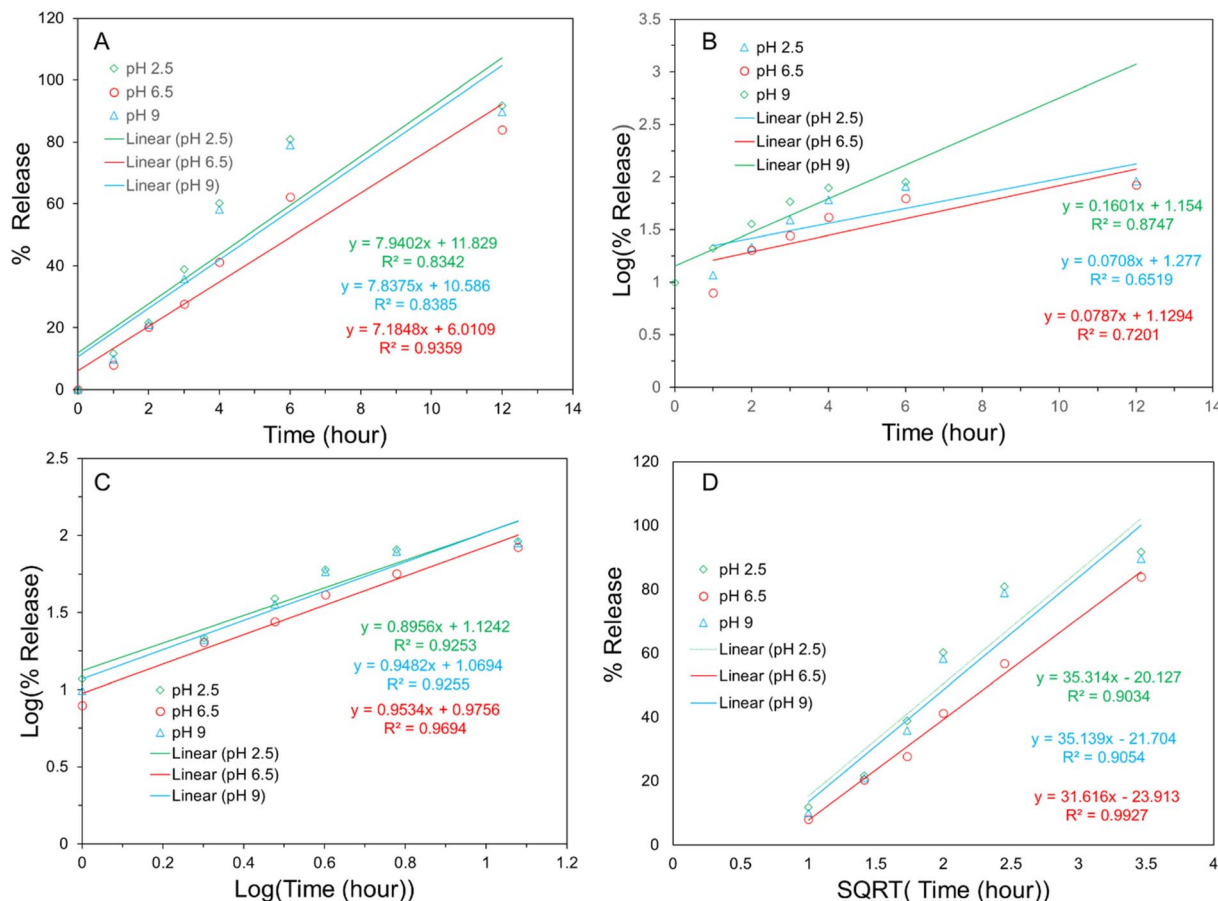 A
% Release
120
100
80
60
40
20
0
pH 2.5
pH 6.5
pH 9
Linear (pH 2.5)
Linear (pH 6.5)
Linear (pH 9)
y = 7.9402x + 11.829
R² = 0.8342
y = 7.8375x + 10.586
R² = 0.8385
y = 7.1848x + 6.0109
R² = 0.9359
0 2 4 6 8 10 12 14
Time (hour)
B
Log(% Release)
3.5
3
2.5
2
1.5
1
0.5
0
pH 2.5
pH 6.5
pH 9
Linear (pH 2.5)
Linear (pH 6.5)
Linear (pH 9)
y = 0.1601x + 1.154
R² = 0.8747
y = 0.0708x + 1.277
R² = 0.6519
y = 0.0787x + 1.1294
R² = 0.7201
0 2 4 6 8 10 12 14
Time (hour)
C
Log(% Release)
2.5
2
1.5
1
0.5
0
y = 0.8956x + 1.1242
R² = 0.9253
y = 0.9482x + 1.0694
R² = 0.9255
y = 0.9534x + 0.9756
R² = 0.9694
pH 2.5
pH 6.5
pH 9
Linear (pH 2.5)
Linear (pH 6.5)
Linear (pH 9)
0 0.2 0.4 0.6 0.8 1 1.2
Log(Time (hour))
D
% Release
120
100
80
60
40
20
0
pH 2.5
pH 6.5
pH 9
Linear (pH 2.5)
Linear (pH 6.5)
Linear (pH 9)
y = 35.314x - 20.127
R² = 0.9034
y = 35.139x - 21.704
R² = 0.9054
y = 31.616x - 23.913
R² = 0.9927
0 0.5 1 1.5 2 2.5 3 3.5 4
SQRT( Time (hour))